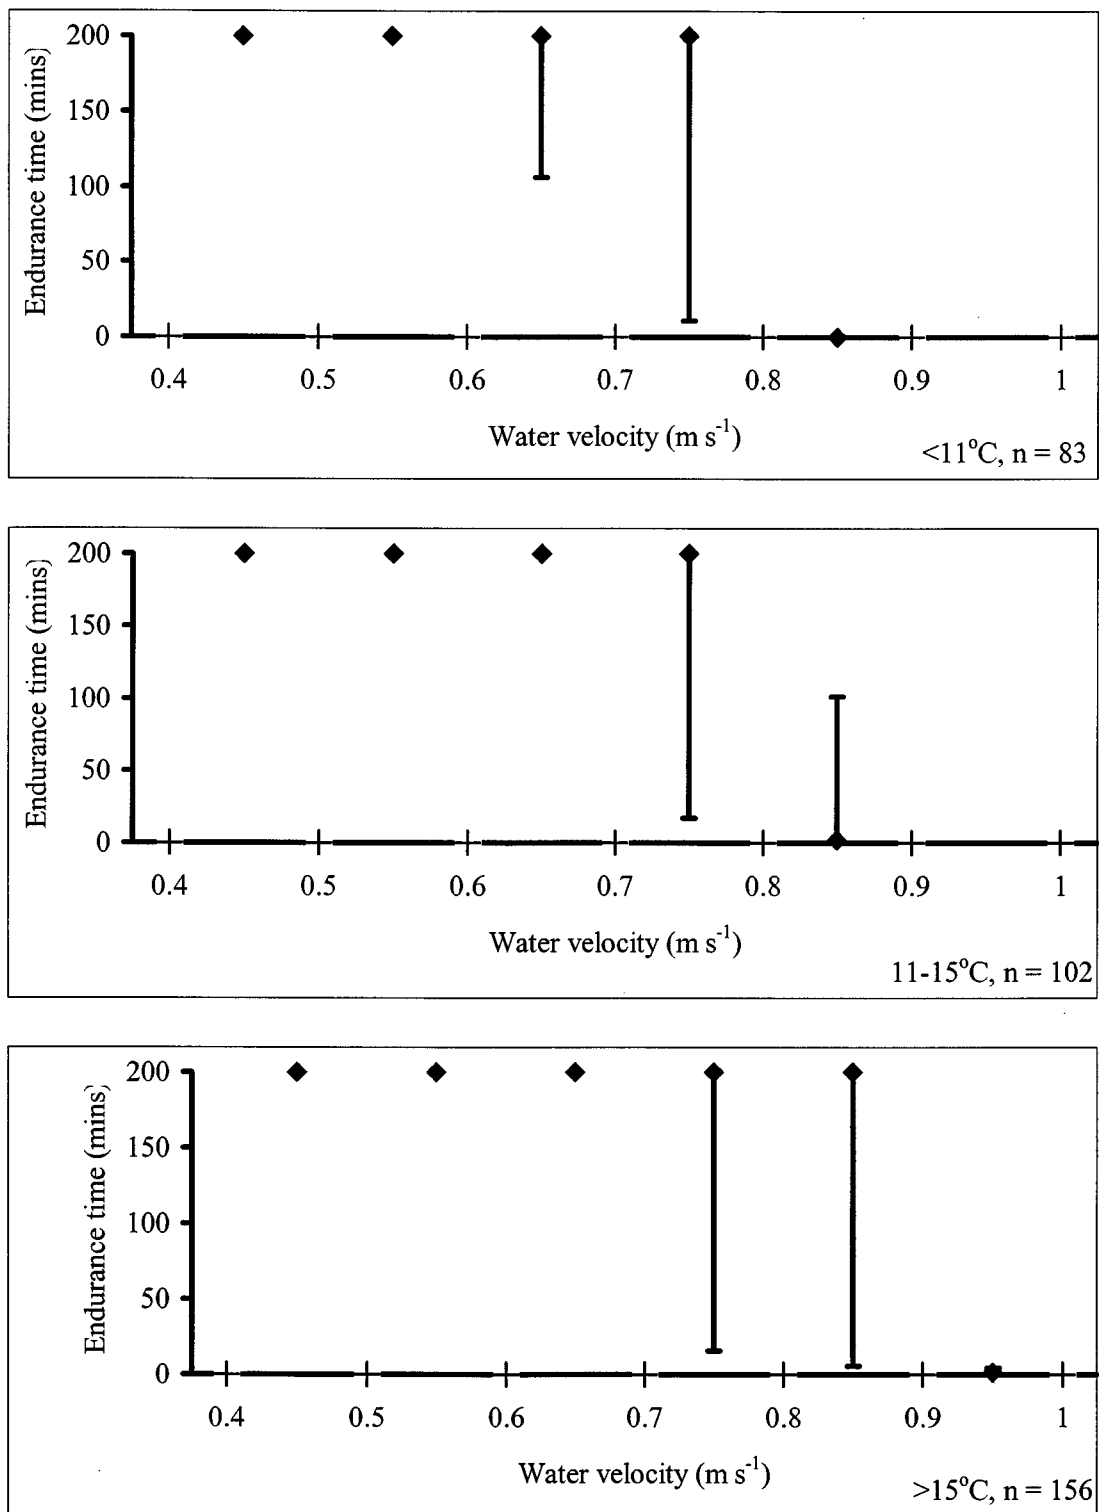 200
150
100
50
0
Endurance time (mins)
0.4 0.5 0.6 0.7 0.8 0.9 1
Water velocity (m s⁻¹)
<11°C, n = 83
200
150
100
50
0
Endurance time (mins)
0.4 0.5 0.6 0.7 0.8 0.9 1
Water velocity (m s⁻¹)
11-15°C, n = 102
200
150
100
50
0
Endurance time (mins)
0.4 0.5 0.6 0.7 0.8 0.9 1
Water velocity (m s⁻¹)
>15°C, n = 156